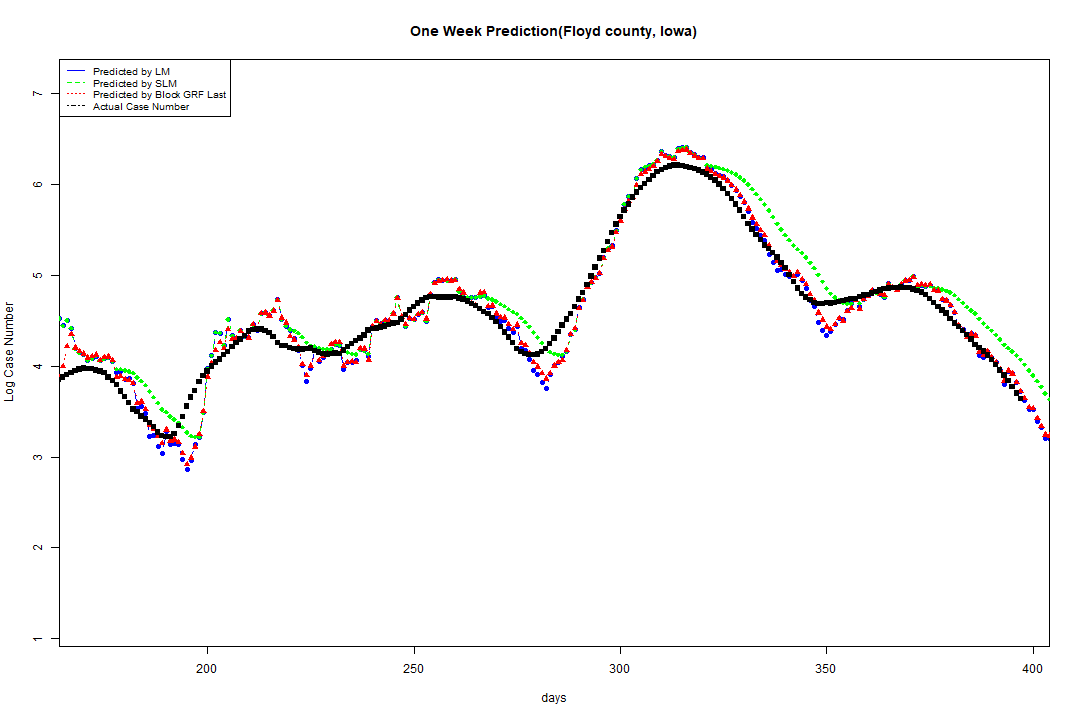 One Week Prediction(Floyd county, Iowa)
Predicted by LM
Predicted by SLM
Predicted by Block GRF Last
Actual Case Number
7
6
5
4
3
2
1
Log Case Number
200 250 300 350 400
days